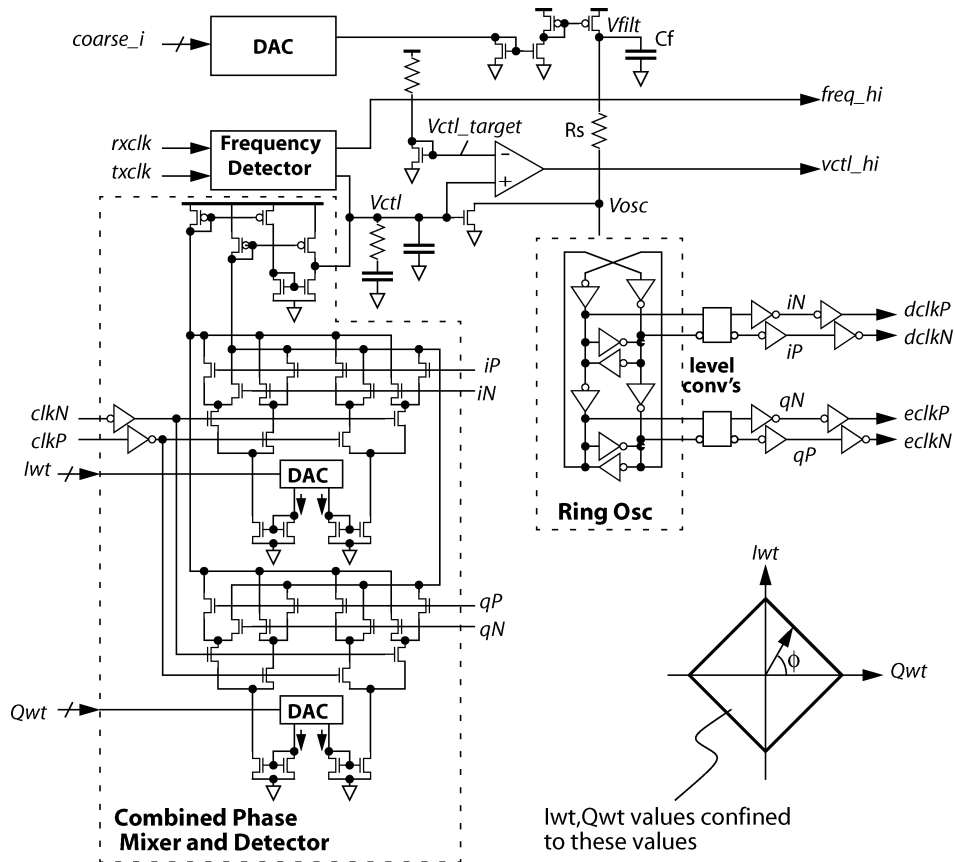 coarse_i
DAC
Vfilt
Cf
freq_hi
rxclk
txclk
Frequency
Detector
Vctl_target
Rs
−
+
vctl_hi
Vctl
Vosc
iN
iP
dclkP
dclkN
level
conv's
qN
qP
eclkP
eclkN
Ring Osc
iP
iN
clkN
clkP
Iwt
DAC
qP
qN
Qwt
DAC
Combined Phase
Mixer and Detector
Iwt
ϕ
Qwt
Iwt,Qwt values confined
to these values